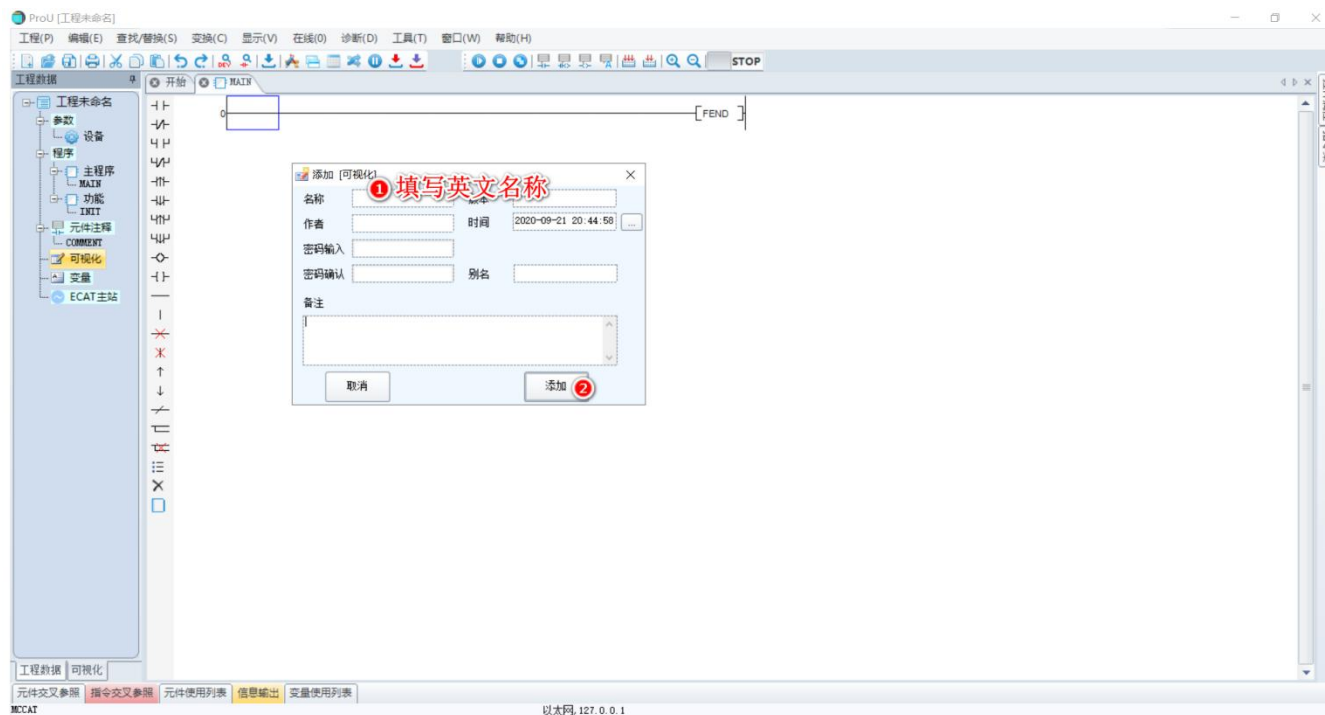 ProU [工程未命名]
工程(P) 编辑(E) 查找/替换(S) 变换(C) 显示(V) 在线(O) 诊断(D) 工具(T) 窗口(W) 帮助(H)
DEV STOP
工程数据 开始 MAIN
工程未命名
参数
设备
程序
主程序
MAIN
功能
INIT
元件注释
COMMENT
可视化
变量
ECAT主站
0 FEND
添加 [可视化]
❶填写英文名称
名称
作者 时间 2020-09-21 20:44:58 ...
密码输入
密码确认 别名
备注
取消 添加 ❷
工程数据 可视化
元件交叉参照 指令交叉参照 元件使用列表 信息输出 变量使用列表
MCCAT 以太网,127.0.0.1